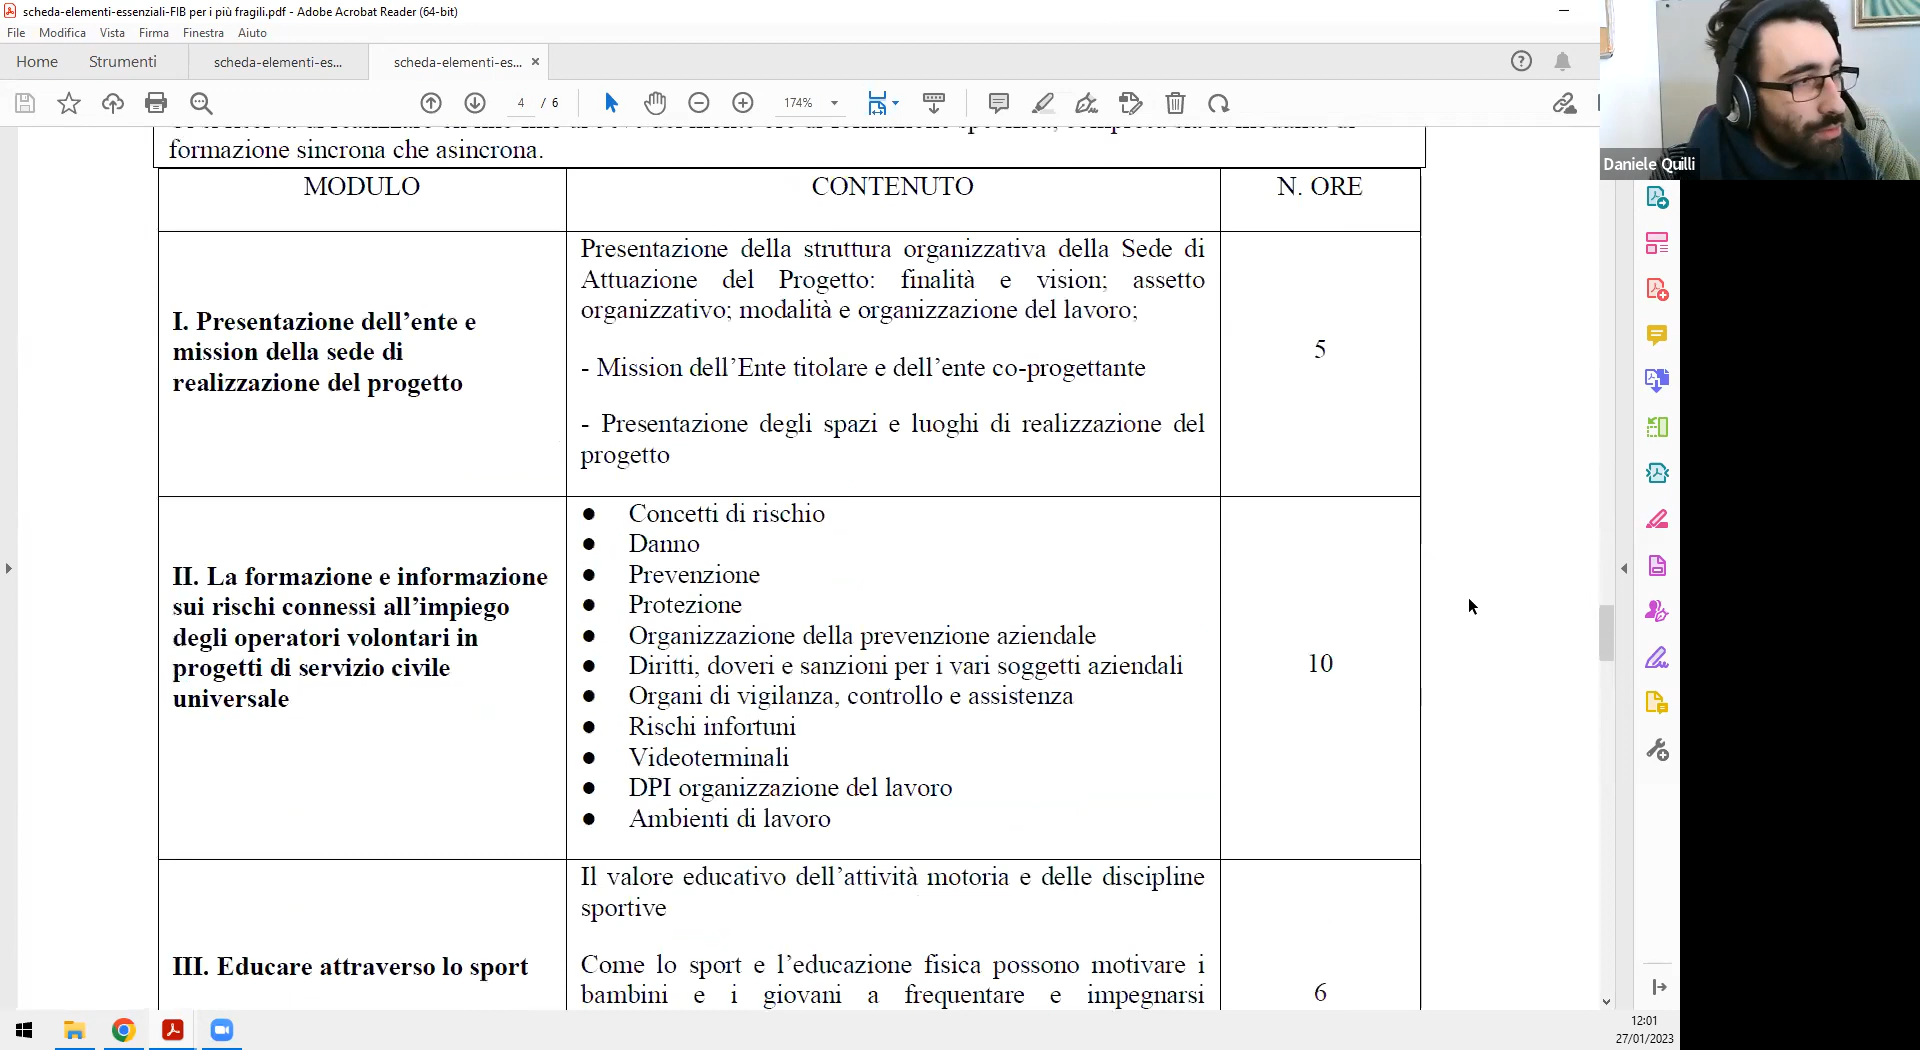 scheda-elementi-essenziali-FIB per i più fragili.pdf - Adobe Acrobat Reader (64-bit)
File Modifica Vista Firma Finestra Aiuto
Home Strumenti scheda-elementi-es... scheda-elementi-es...
4 / 6 174%
Daniele Quilli
formazione sincrona che asincrona.
MODULO CONTENUTO N. ORE
I. Presentazione dell’ente e
mission della sede di
realizzazione del progetto
Presentazione della struttura organizzativa della Sede di
Attuazione del Progetto: finalità e vision; assetto
organizzativo; modalità e organizzazione del lavoro;
- Mission dell’Ente titolare e dell’ente co-progettante
- Presentazione degli spazi e luoghi di realizzazione del
progetto
5
II. La formazione e informazione
sui rischi connessi all’impiego
degli operatori volontari in
progetti di servizio civile
universale
● Concetti di rischio
● Danno
● Prevenzione
● Protezione
● Organizzazione della prevenzione aziendale
● Diritti, doveri e sanzioni per i vari soggetti aziendali
● Organi di vigilanza, controllo e assistenza
● Rischi infortuni
● Videoterminali
● DPI organizzazione del lavoro
● Ambienti di lavoro
10
III. Educare attraverso lo sport
Il valore educativo dell’attività motoria e delle discipline
sportive
Come lo sport e l’educazione fisica possono motivare i
bambini e i giovani a frequentare e impegnarsi
6
12:01
27/01/2023